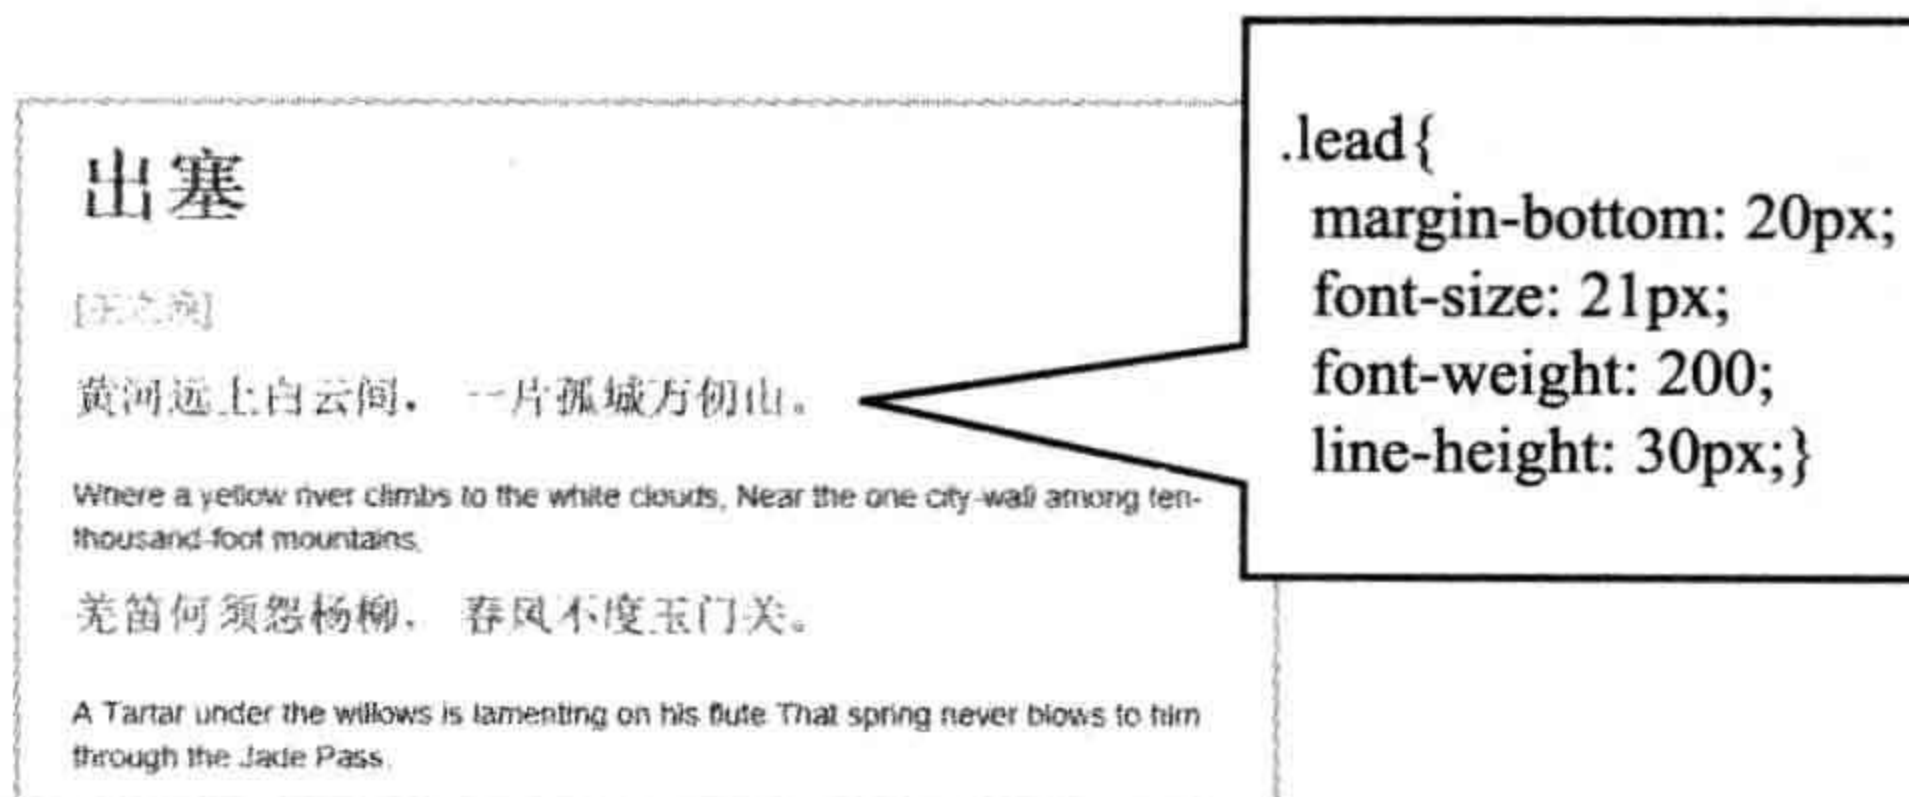 出塞
[王之涣]
黄河远上白云间， 一片孤城万仞山。
Where a yellow river climbs to the white clouds, Near the one city-wall among ten-
thousand-foot mountains,
羌笛何须怨杨柳， 春风不度玉门关。
A Tartar under the willows is lamenting on his flute That spring never blows to him
through the Jade Pass.
.lead{
margin-bottom: 20px;
font-size: 21px;
font-weight: 200;
line-height: 30px;}